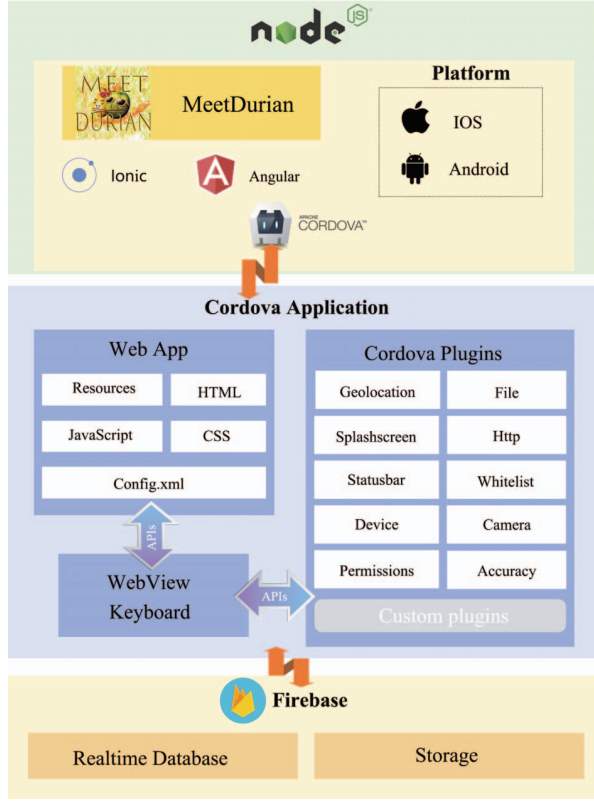 node
JS
MEET
DURIAN
MeetDurian
Platform
IOS
Android
Ionic
Angular
APACHE
CORDOVA™
Cordova Application
Web App
Resources
HTML
JavaScript
CSS
Config.xml
APIs
WebView
Keyboard
APIs
Cordova Plugins
Geolocation
File
Splashscreen
Http
Statusbar
Whitelist
Device
Camera
Permissions
Accuracy
Custom plugins
Firebase
Realtime Database
Storage